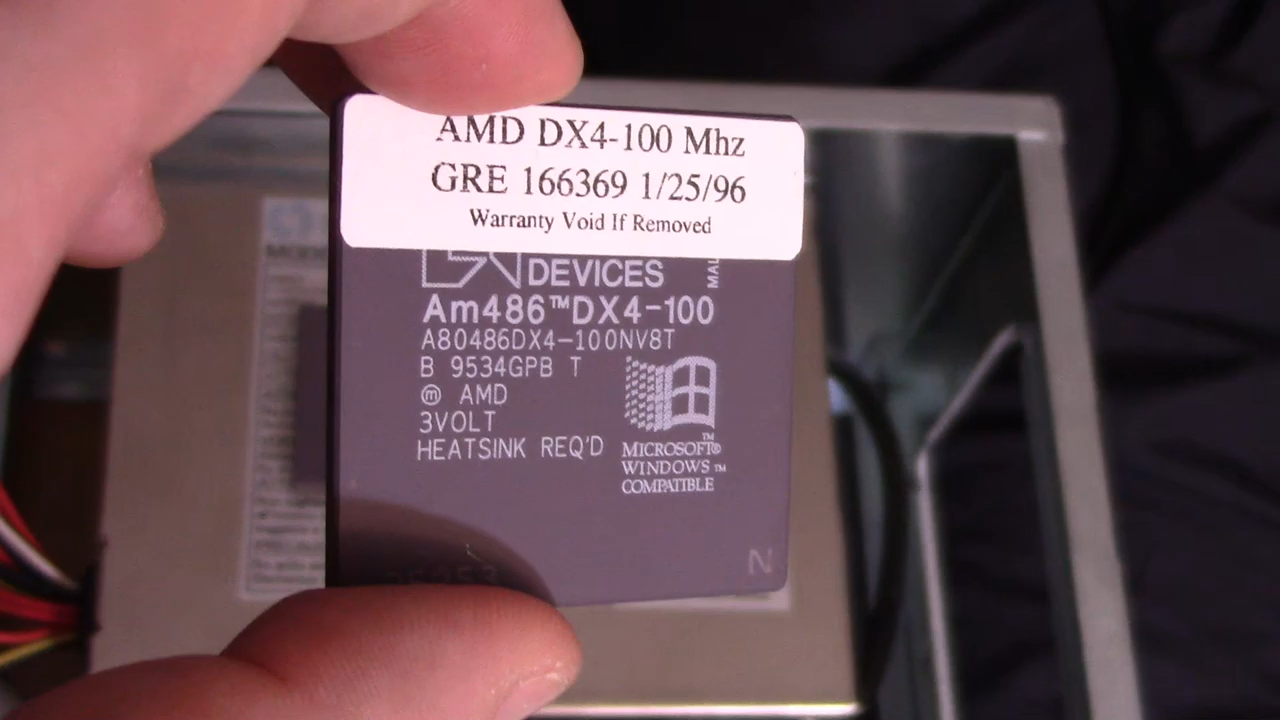 AMD DX4-100 Mhz
GRE 166369 1/25/96
Warranty Void If Removed
DEVICES
MAL
Am486™DX4-100
A80486DX4-100NV8T
B 9534GPB T
ⓜ AMD
3VOLT
HEATSINK REQ'D
MICROSOFT®
WINDOWS™
COMPATIBLE
N